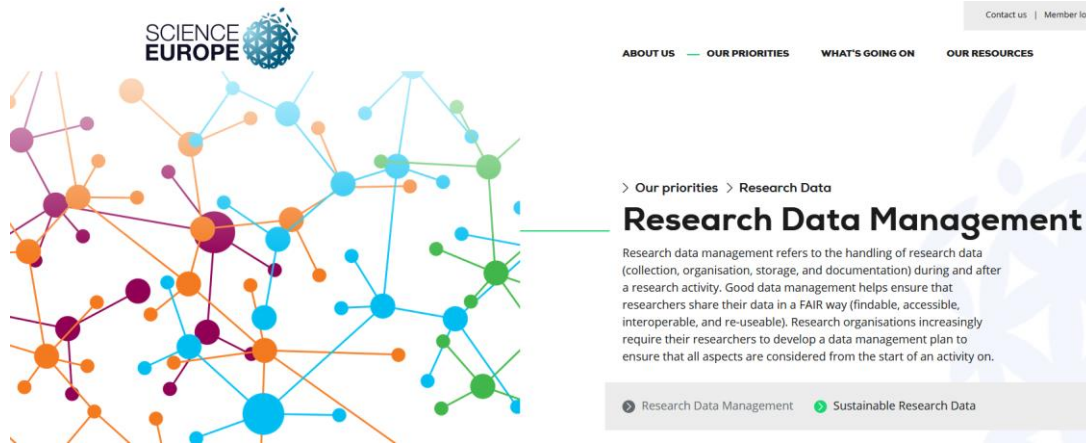 SCIENCE
EUROPE
Contact us | Member
ABOUT US — OUR PRIORITIES WHAT'S GOING ON OUR RESOURCES
> Our priorities > Research Data
Research Data Management
Research data management refers to the handling of research data
(collection, organisation, storage, and documentation) during and after
a research activity. Good data management helps ensure that
researchers share their data in a FAIR way (findable, accessible,
interoperable, and re-useable). Research organisations increasingly
require their researchers to develop a data management plan to
ensure that all aspects are considered from the start of an activity on.
Research Data Management Sustainable Research Data